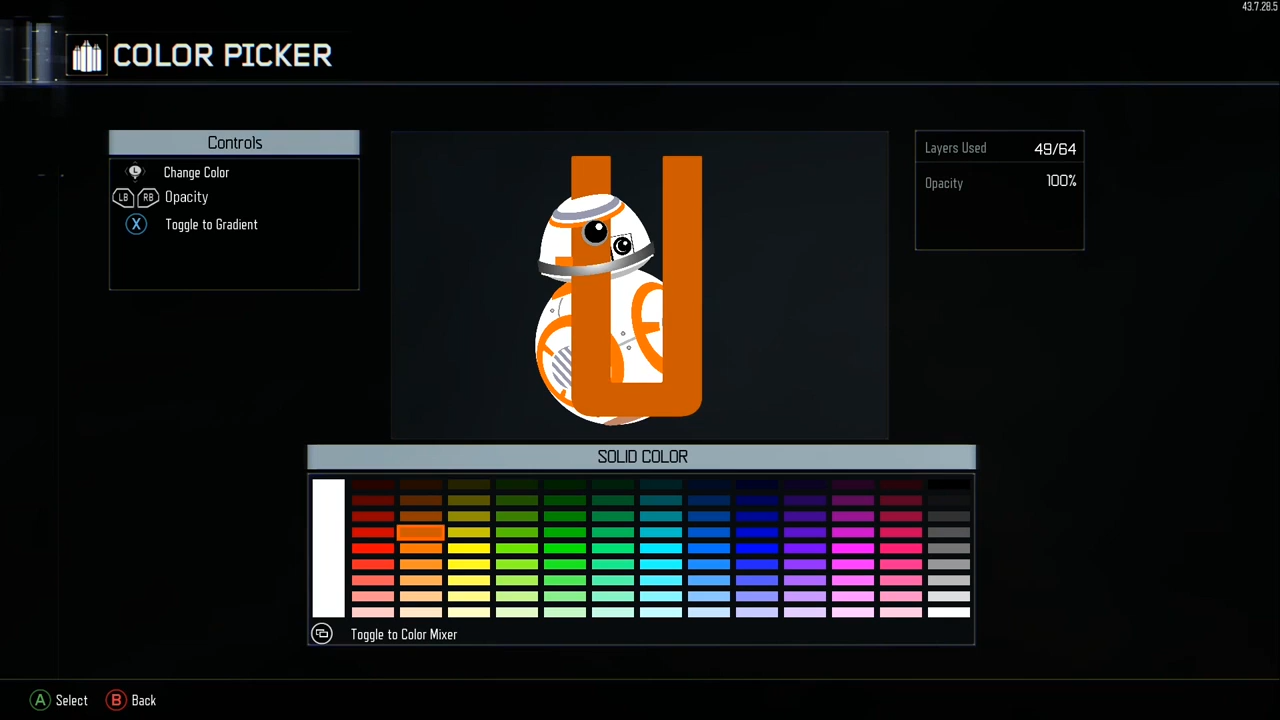 43.7.28.5
COLOR PICKER
Controls
L Change Color
LB RB Opacity
X Toggle to Gradient
Layers Used 49/64
Opacity 100%
SOLID COLOR
Toggle to Color Mixer
A Select B Back